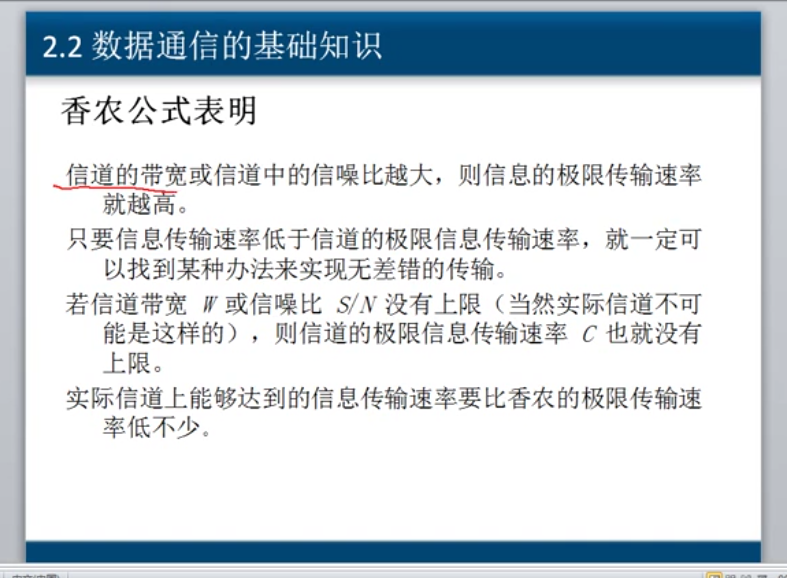 2.2 数据通信的基础知识
香农公式表明
信道的带宽或信道中的信噪比越大，则信息的极限传输速率
就越高。
只要信息传输速率低于信道的极限信息传输速率，就一定可
以找到某种办法来实现无差错的传输。
若信道带宽 W 或信噪比 S/N 没有上限（当然实际信道不可
能是这样的），则信道的极限信息传输速率 C 也就没有
上限。
实际信道上能够达到的信息传输速率要比香农的极限传输速
率低不少。